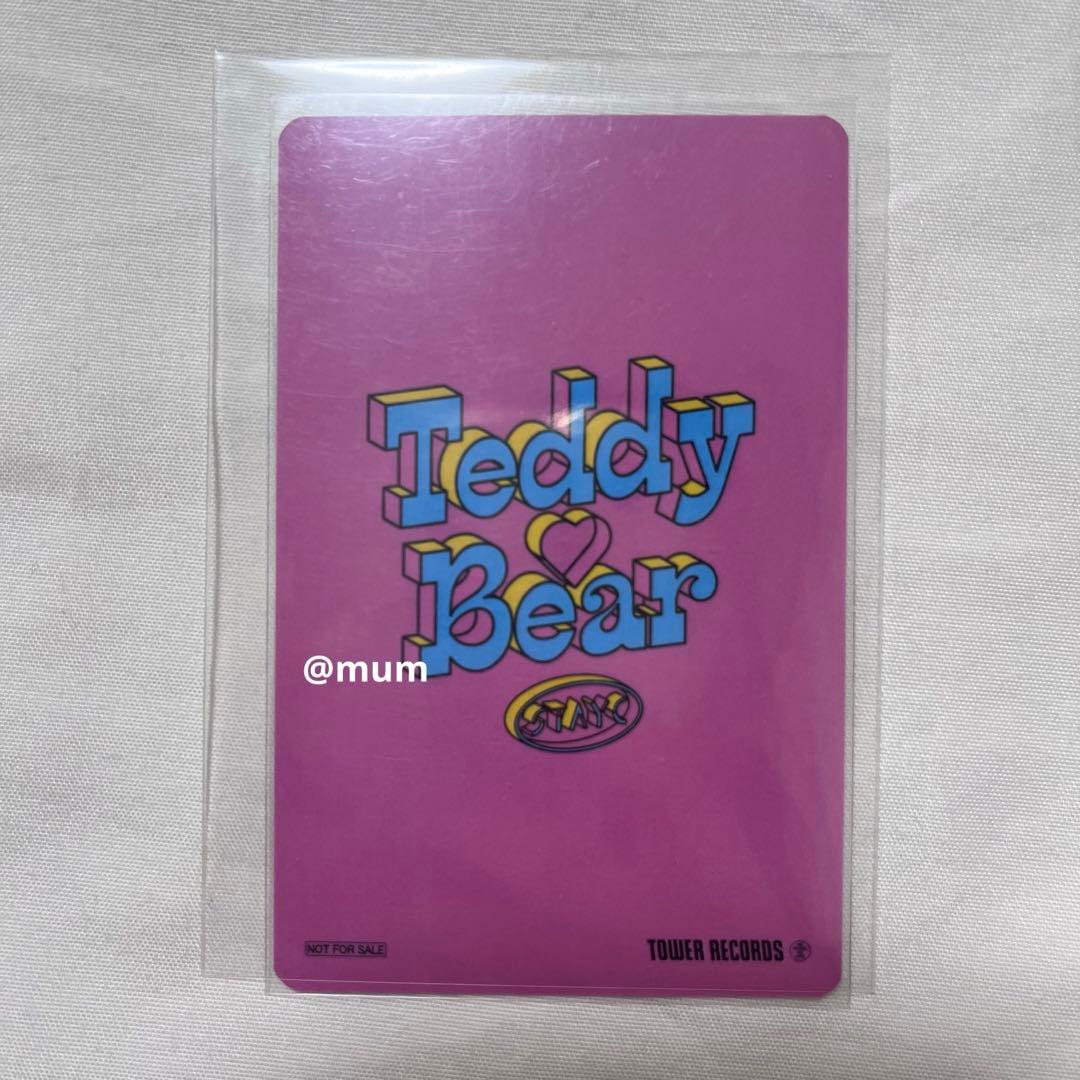 Teddy
Bear
@mum
STAYC
NOT FOR SALE
TOWER RECORDS